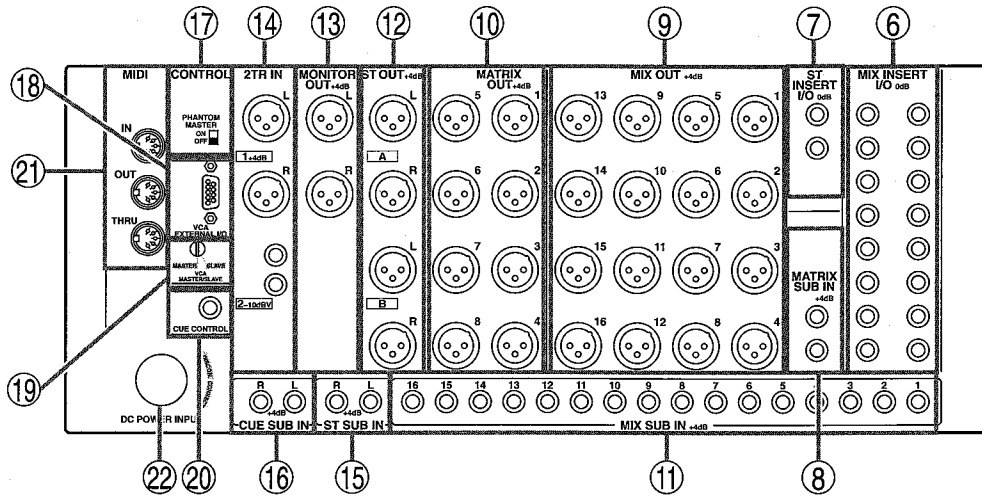 17 14 13 12 10 9 7 6
MIDI
CONTROL
2TR IN
MONITOR
OUT+4dB
ST OUT+4dB
MATRIX
OUT+4dB
MIX OUT +4dB
ST
INSERT
I/O 0dB
MIX INSERT
I/O 0dB
18
21
19
IN
OUT
THRU
PHANTOM
MASTER
ON
OFF
VCA
EXTERNAL I/O
MASTER SLAVE
VCA
MASTER/SLAVE
CUE CONTROL
DC POWER INPUT
L
1+4dB
R
2-10dBV
L
R
L
A
R
L
B
R
5 1
6 2
7 3
8 4
13 9 5 1
14 10 6 2
15 11 7 3
16 12 8 4
MATRIX
SUB IN
+4dB
R L
+4dB
CUE SUB IN
R L
+4dB
ST SUB IN
16 15 14 13 12 11 10 9 8 7 6 5 3 2 1
MIX SUB IN +4dB
22 20 16 15 11 8